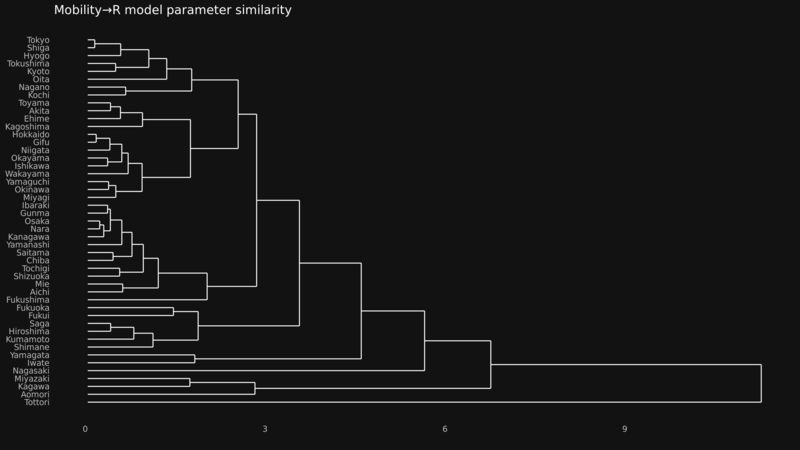 Mobility→R model parameter similarity
Tokyo
Shiga
Hyogo
Tokushima
Kyoto
Oita
Nagano
Kochi
Toyama
Akita
Ehime
Kagoshima
Hokkaido
Gifu
Niigata
Okayama
Ishikawa
Wakayama
Yamaguchi
Okinawa
Miyagi
Ibaraki
Gunma
Osaka
Nara
Kanagawa
Yamanashi
Saitama
Chiba
Tochigi
Shizuoka
Mie
Aichi
Fukushima
Fukuoka
Fukui
Saga
Hiroshima
Kumamoto
Shimane
Yamagata
Iwate
Nagasaki
Miyazaki
Kagawa
Aomori
Tottori
0 3 6 9